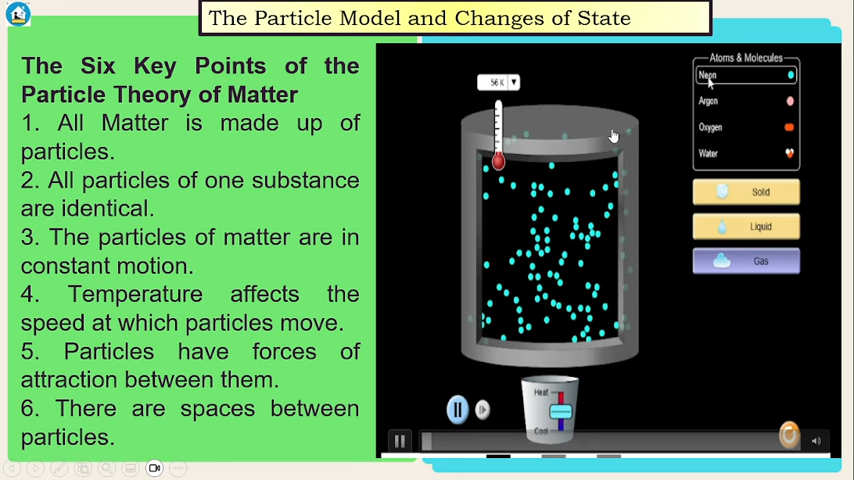 The Particle Model and Changes of State
The Six Key Points of the
Particle Theory of Matter
1. All Matter is made up of
particles.
2. All particles of one substance
are identical.
3. The particles of matter are in
constant motion.
4. Temperature affects the
speed at which particles move.
5. Particles have forces of
attraction between them.
6. There are spaces between
particles.
56 K
Atoms & Molecules
Neon
Argon
Oxygen
Water
Solid
Liquid
Gas
Heat
Cool